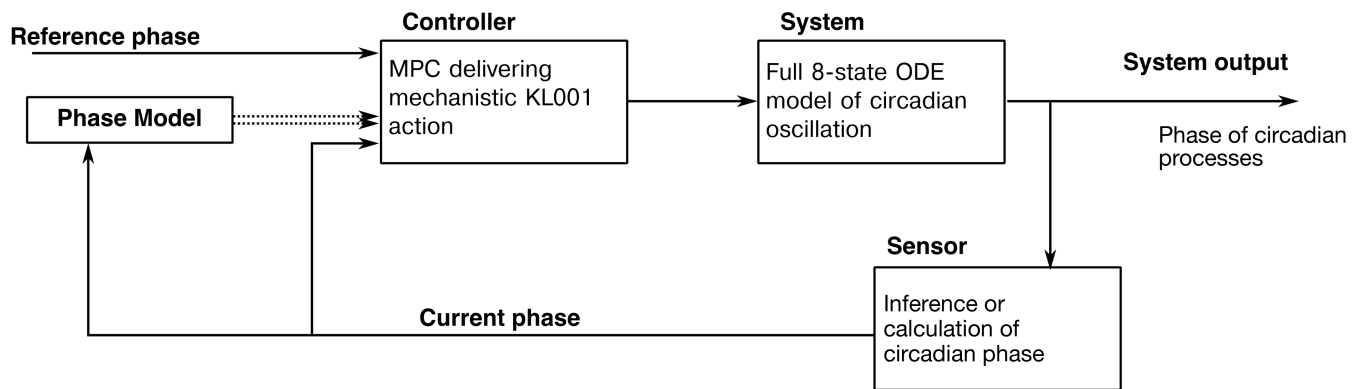 Controller
System
Reference phase
MPC delivering
mechanistic KL001
action
Full 8-state ODE
model of circadian
oscillation
System output
Phase Model
Phase of circadian
processes
Sensor
Current phase
Inference or
calculation of
circadian phase